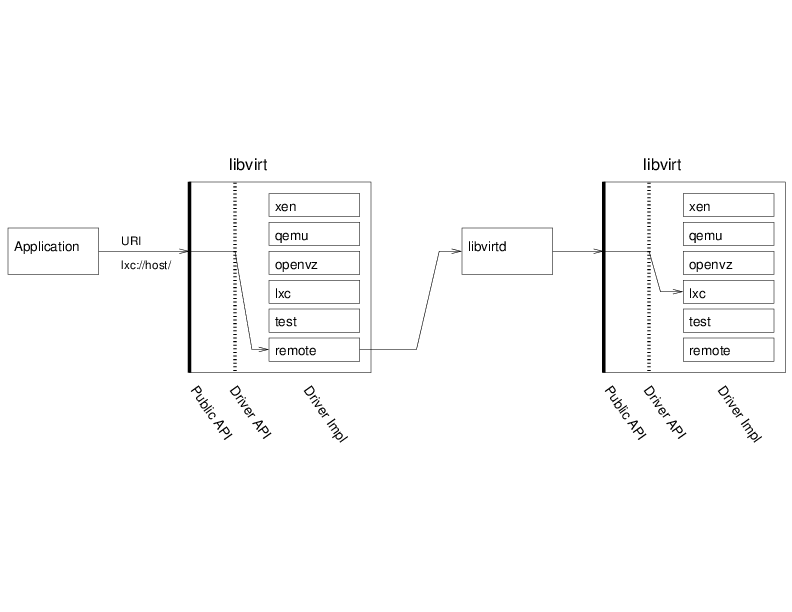 libvirt
libvirt
xen
xen
Application
URI
qemu
libvirtd
qemu
lxc://host/
openvz
openvz
lxc
lxc
test
test
remote
remote
Public API
Driver API
Driver Impl
Public API
Driver API
Driver Impl